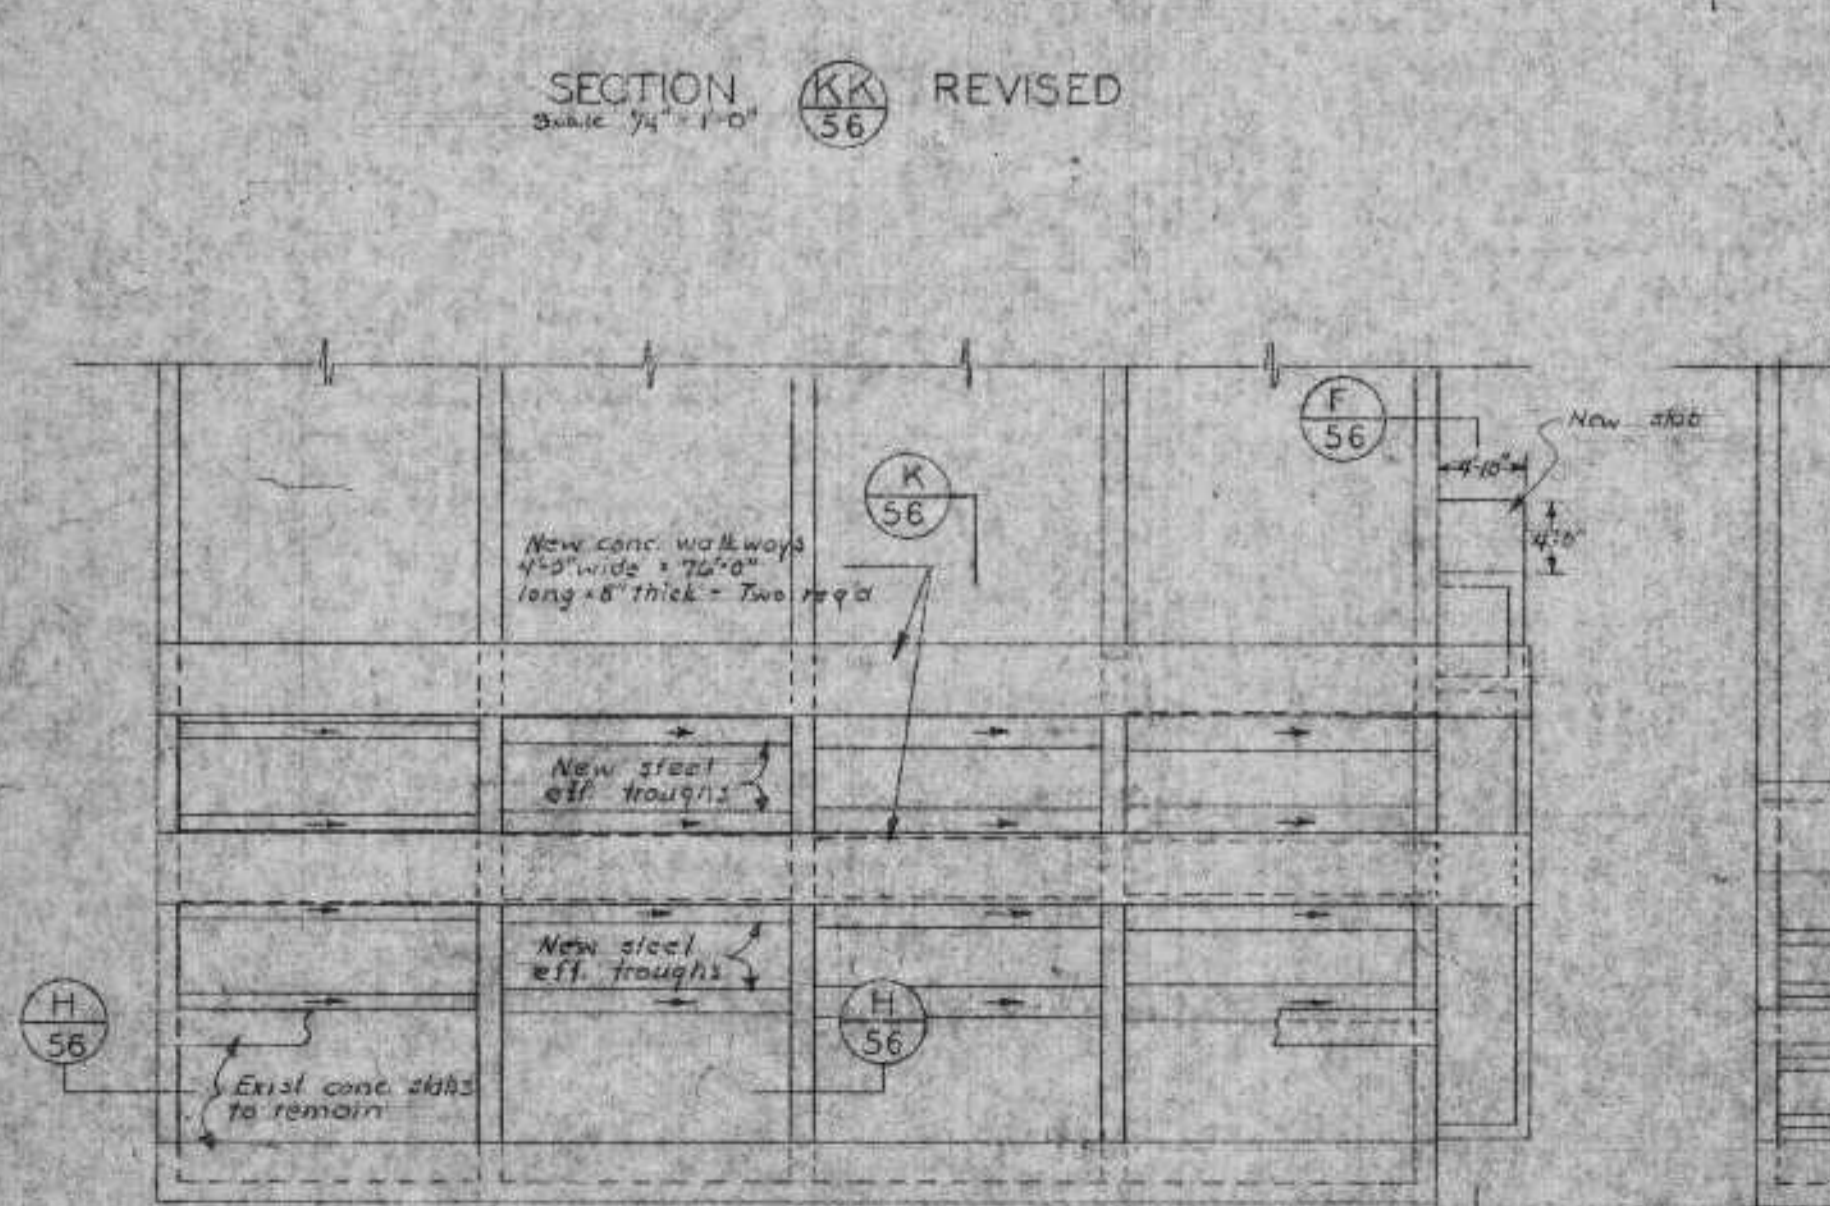 SECTION KK 56 REVISED
Scale 1/4" = 1'-0"
F
56
New slab
4'-10"
4'-0"
K
56
New conc. walkways
4'-0" wide × 76'-0"
long × 8" thick - Two req'd
New steel
eff. troughs
New steel
eff. troughs
H
56
H
56
Exist conc. slabs
to remain